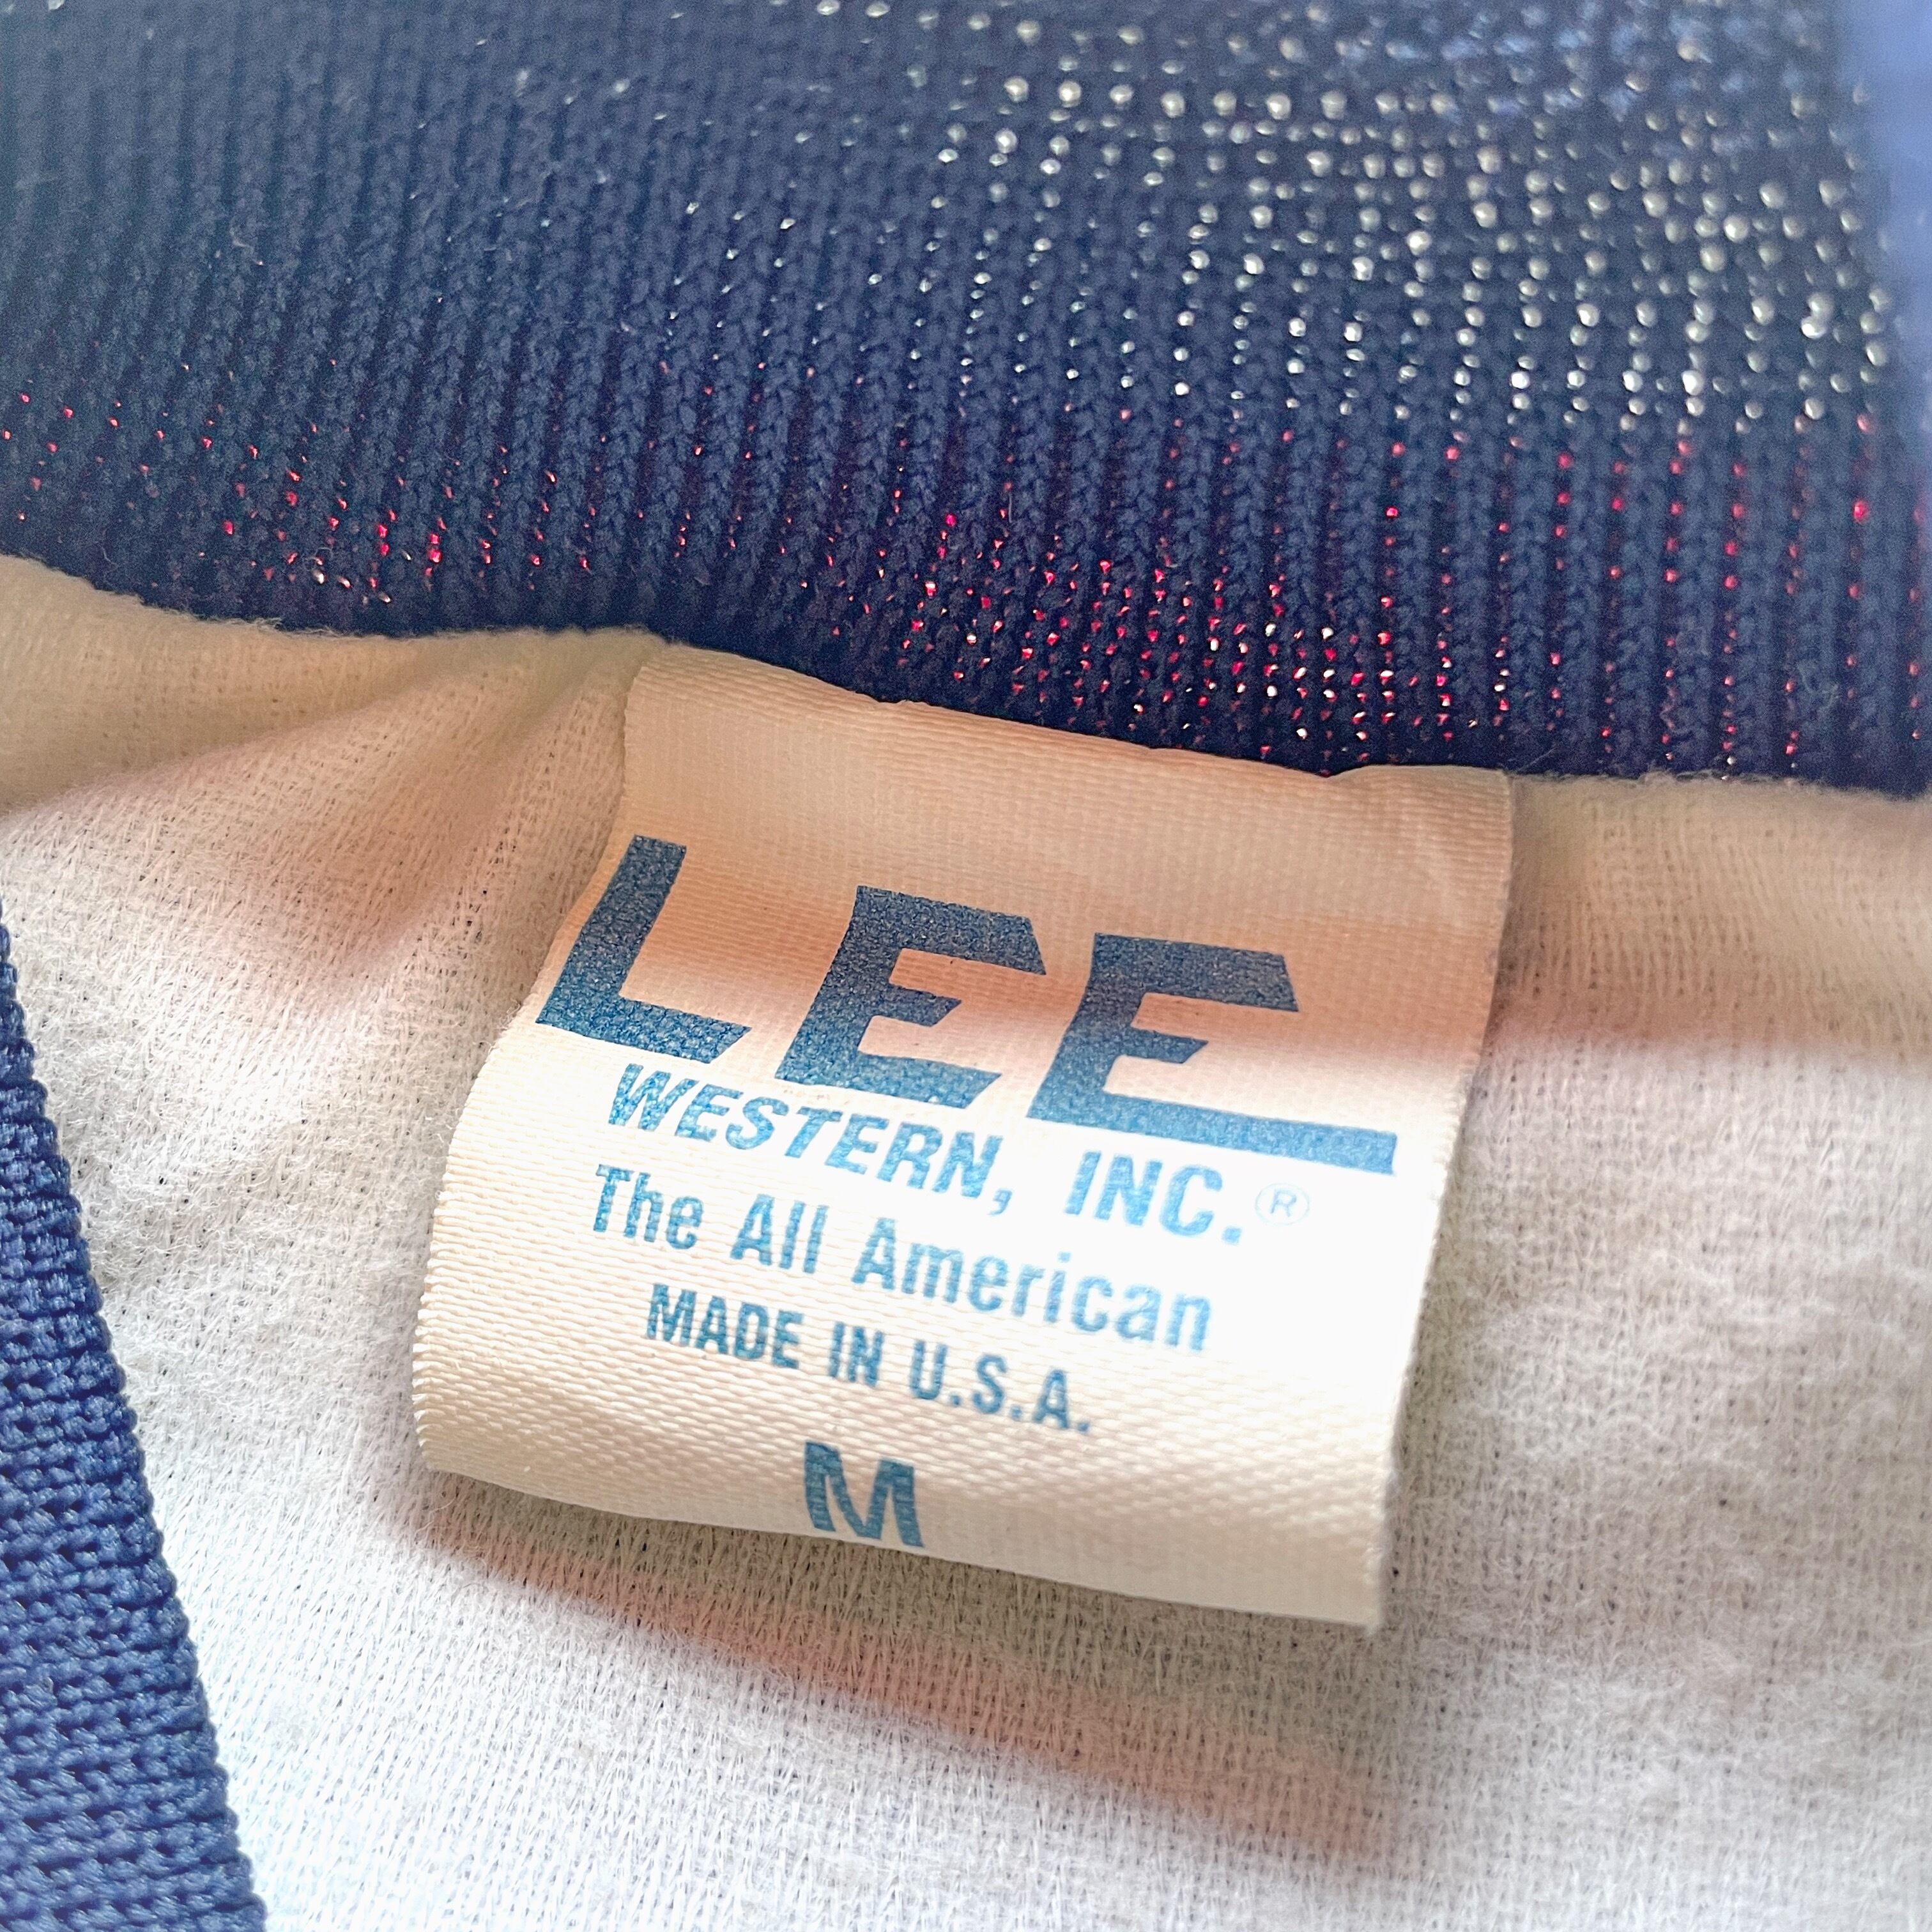 LEE
WESTERN, INC.®
The All American
MADE IN U.S.A.
M